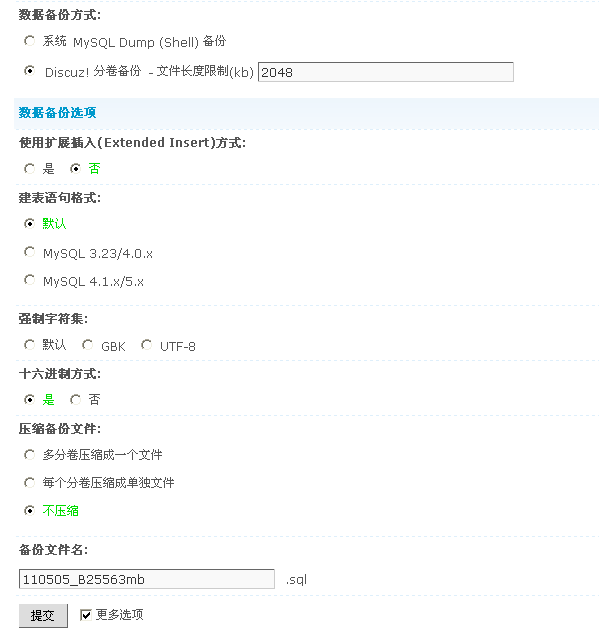 数据备份方式:
系统 MySQL Dump (Shell) 备份
Discuz! 分卷备份 - 文件长度限制(kb) 2048
数据备份选项
使用扩展插入(Extended Insert)方式:
是 否
建表语句格式:
默认
MySQL 3.23/4.0.x
MySQL 4.1.x/5.x
强制字符集:
默认 GBK UTF-8
十六进制方式:
是 否
压缩备份文件:
多分卷压缩成一个文件
每个分卷压缩成单独文件
不压缩
备份文件名:
110505_B25563mb .sql
提交 更多选项